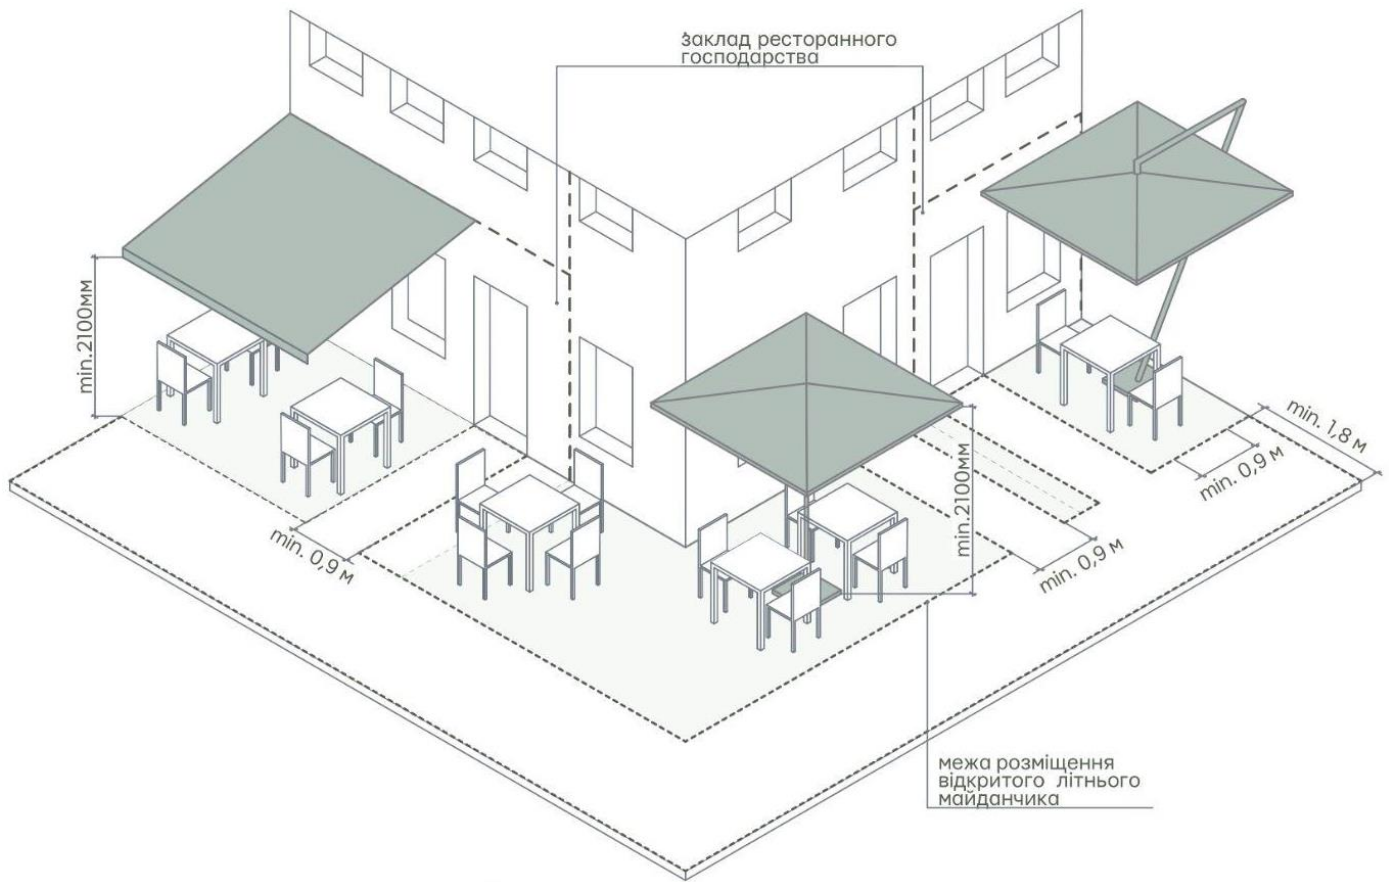 заклад ресторанного
господарства
min.2100мм
min. 1,8 м
min. 0,9 м
min.2100мм
min. 0,9 м
min. 0,9 м
межа розміщення
відкритого літнього
майданчика